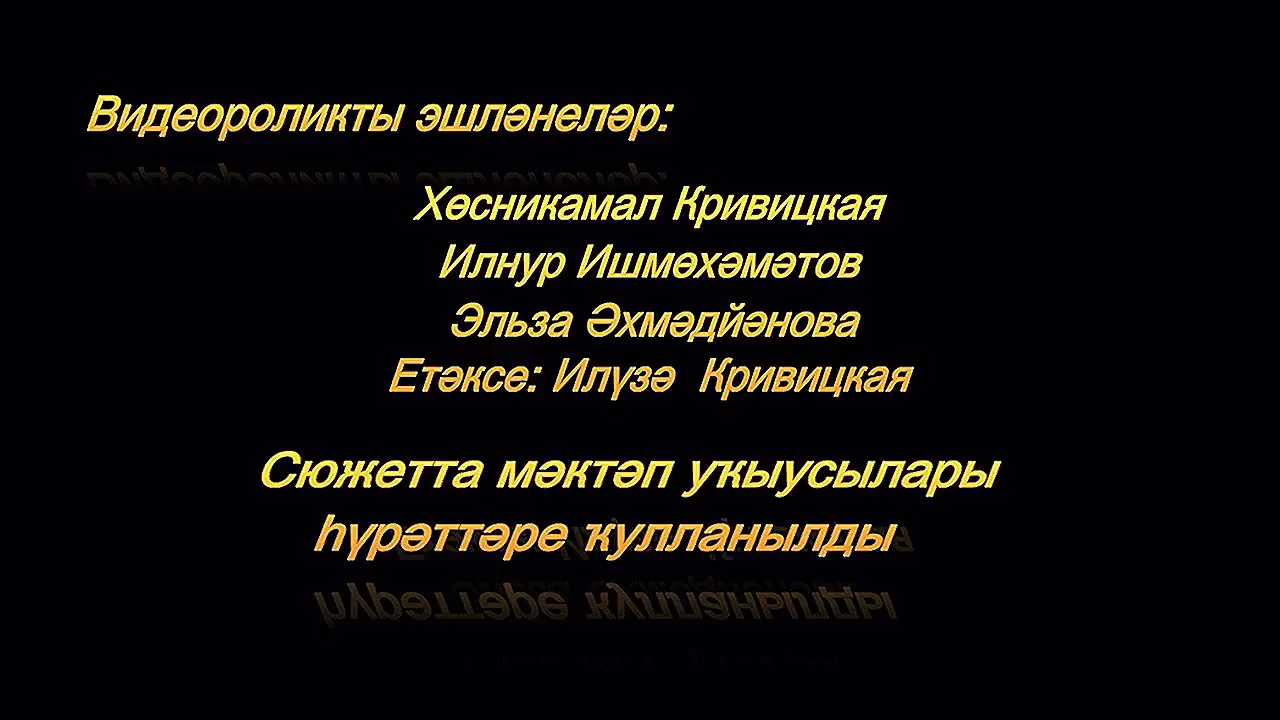 Видеороликты эшләнеләр:
Хөсникамал Кривицкая
Илнур Ишмөхәмәтов
Эльза Әхмәдйәнова
Етәксе: Илүзә Кривицкая
Сюжетта мәктәп уҡыусылары
һүрәттәре ҡулланылды